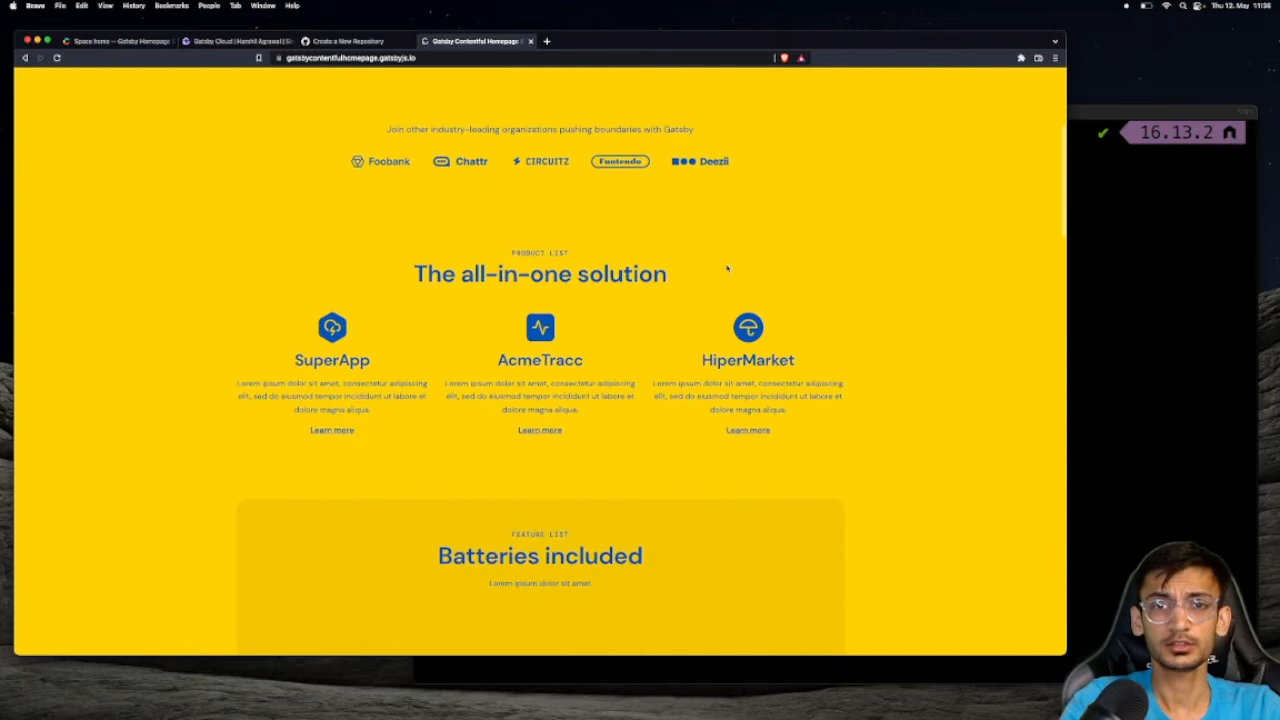 Brave File Edit View History Bookmarks People Tab Window Help
Thu 12. May 11:36
Space home — Gatsby Homepage
Gatsby Cloud | Harshil Agrawal
Create a New Repository
Gatsby Contentful Homepage
gatsbycontentfulhomepage.gatsbyjs.io
16.13.2
Join other industry-leading organizations pushing boundaries with Gatsby
Foobank Chattr CIRCUITZ Funtendo Deezii
PRODUCT LIST
The all-in-one solution
SuperApp AcmeTracc HiperMarket
Lorem ipsum dolor sit amet, consectetur adipiscing Lorem ipsum dolor sit amet, consectetur adipiscing Lorem ipsum dolor sit amet, consectetur adipiscing
elit, sed do eiusmod tempor incididunt ut labore et elit, sed do eiusmod tempor incididunt ut labore et elit, sed do eiusmod tempor incididunt ut labore et
dolore magna aliqua. dolore magna aliqua. dolore magna aliqua.
Learn more Learn more Learn more
FEATURE LIST
Batteries included
Lorem ipsum dolor sit amet